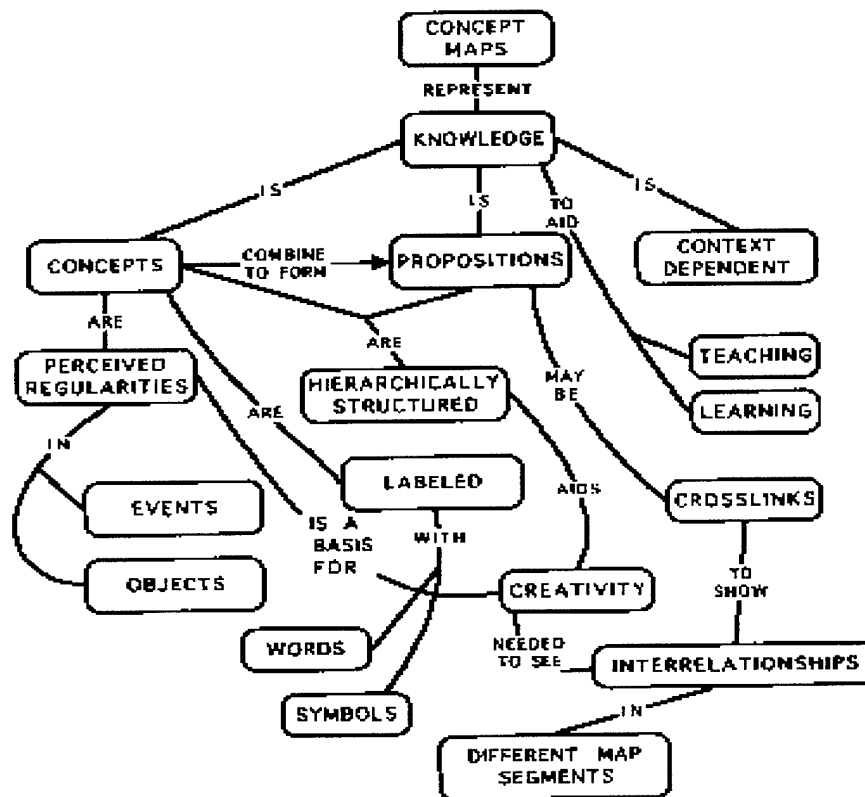 CONCEPT
MAPS
REPRESENT
KNOWLEDGE
IS
IS
TO
AID
IS
CONCEPTS
COMBINE
TO FORM
PROPOSITIONS
CONTEXT
DEPENDENT
ARE
ARE
PERCEIVED
REGULARITIES
HIERARCHICALLY
STRUCTURED
MAY
BE
TEACHING
LEARNING
IN
ARE
LABELED
AIDS
CROSSLINKS
EVENTS
IS A
BASIS
FOR
WITH
OBJECTS
CREATIVITY
TO
SHOW
WORDS
NEEDED
TO SEE
INTERRELATIONSHIPS
SYMBOLS
IN
DIFFERENT MAP
SEGMENTS